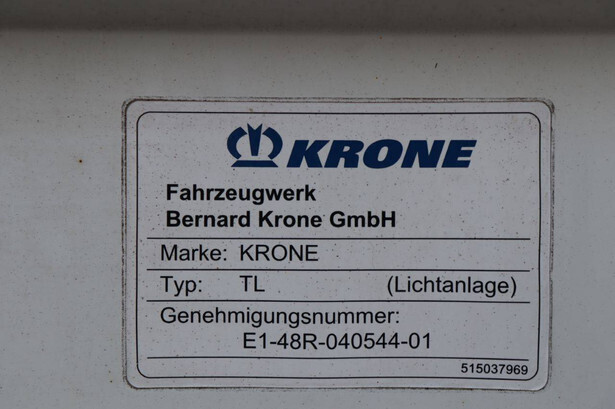 KRONE
Fahrzeugwerk
Bernard Krone GmbH
Marke: KRONE
Typ: TL (Lichtanlage)
Genehmigungsnummer:
E1-48R-040544-01
515037969